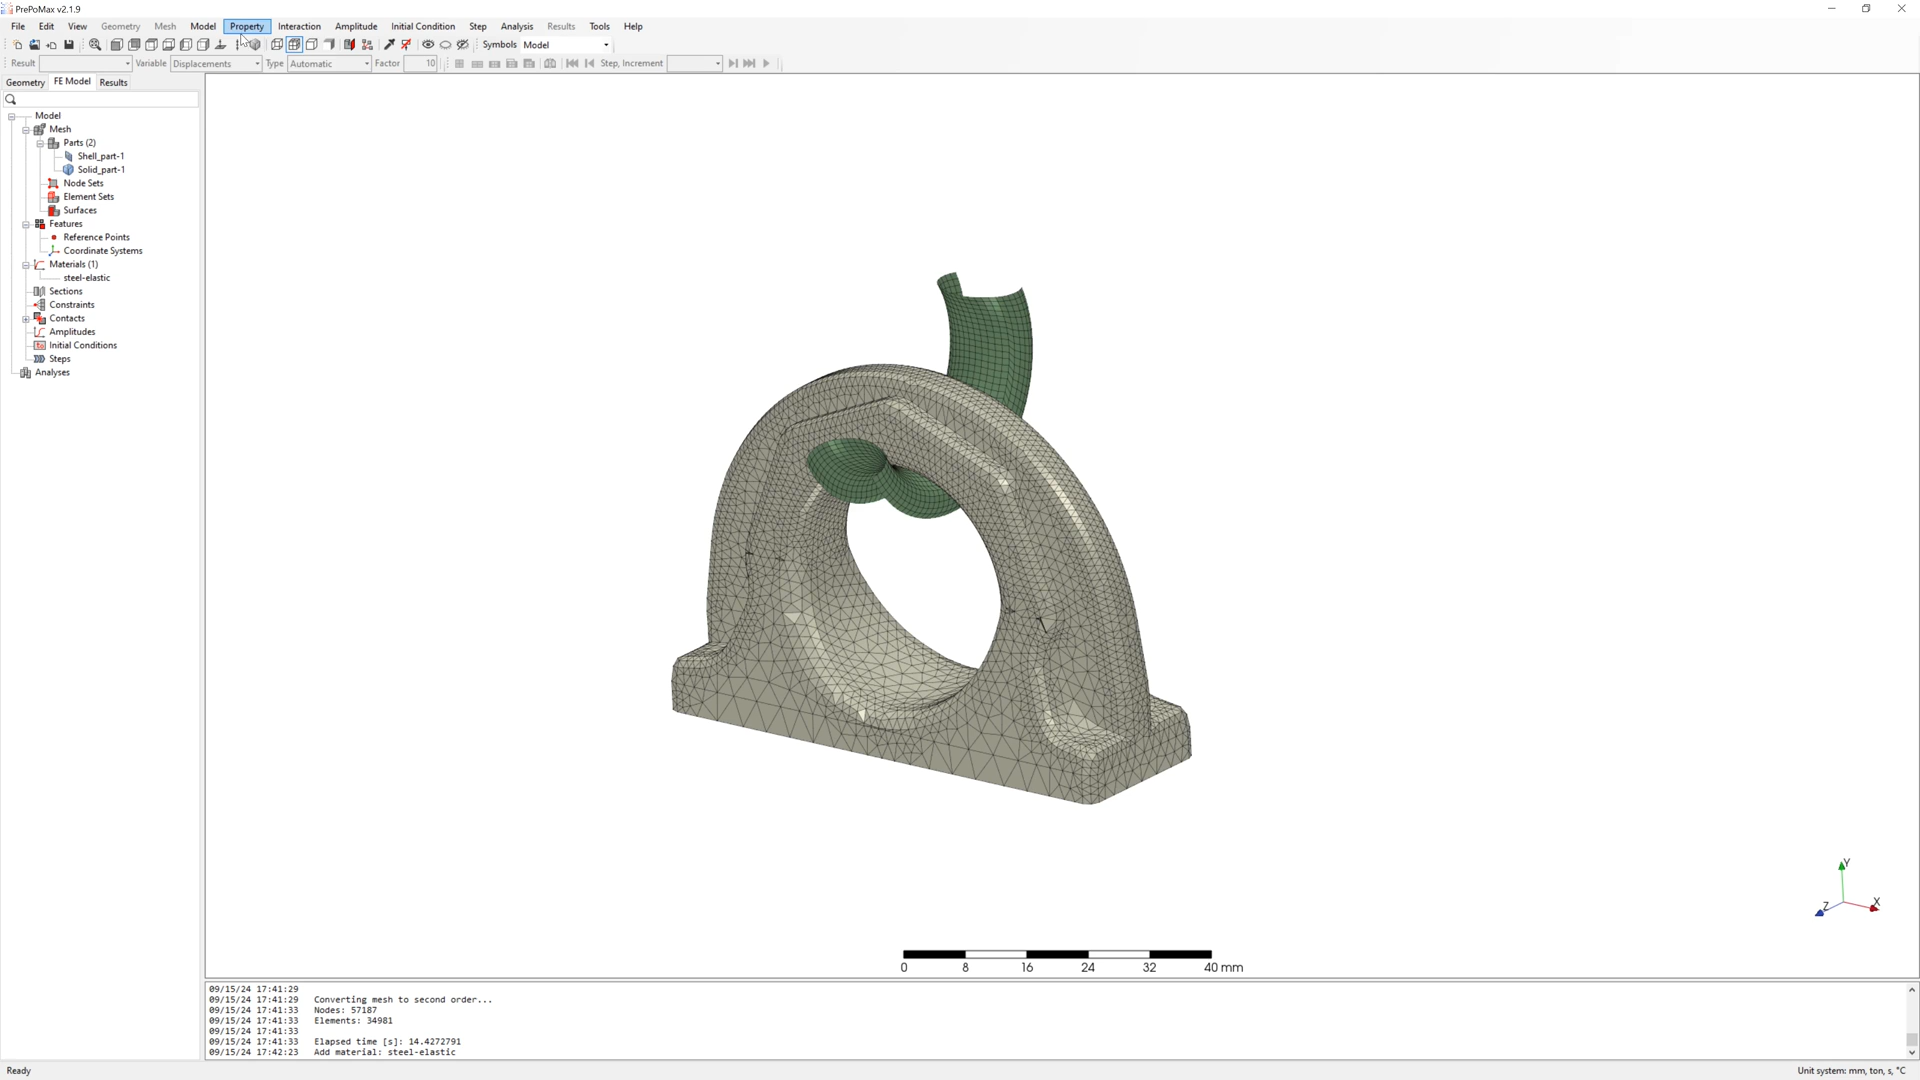 PrePoMax v2.1.9
File Edit View Geometry Mesh Model Property Interaction Amplitude Initial Condition Step Analysis Results Tools Help
Symbols Model
Result Variable Displacements Type Automatic Factor 10 Step, Increment
Geometry FE Model Results
Model
Mesh
Parts (2)
Shell_part-1
Solid_part-1
Node Sets
Element Sets
Surfaces
Features
Reference Points
Coordinate Systems
Materials (1)
steel-elastic
Sections
Constraints
Contacts
Amplitudes
Initial Conditions
Steps
Analyses
Y
Z X
0 8 16 24 32 40 mm
09/15/24 17:41:29
09/15/24 17:41:29 Converting mesh to second order...
09/15/24 17:41:33 Nodes: 57187
09/15/24 17:41:33 Elements: 34981
09/15/24 17:41:33
09/15/24 17:41:33 Elapsed time [s]: 14.4272791
09/15/24 17:42:23 Add material: steel-elastic
Ready Unit system: mm, ton, s, °C